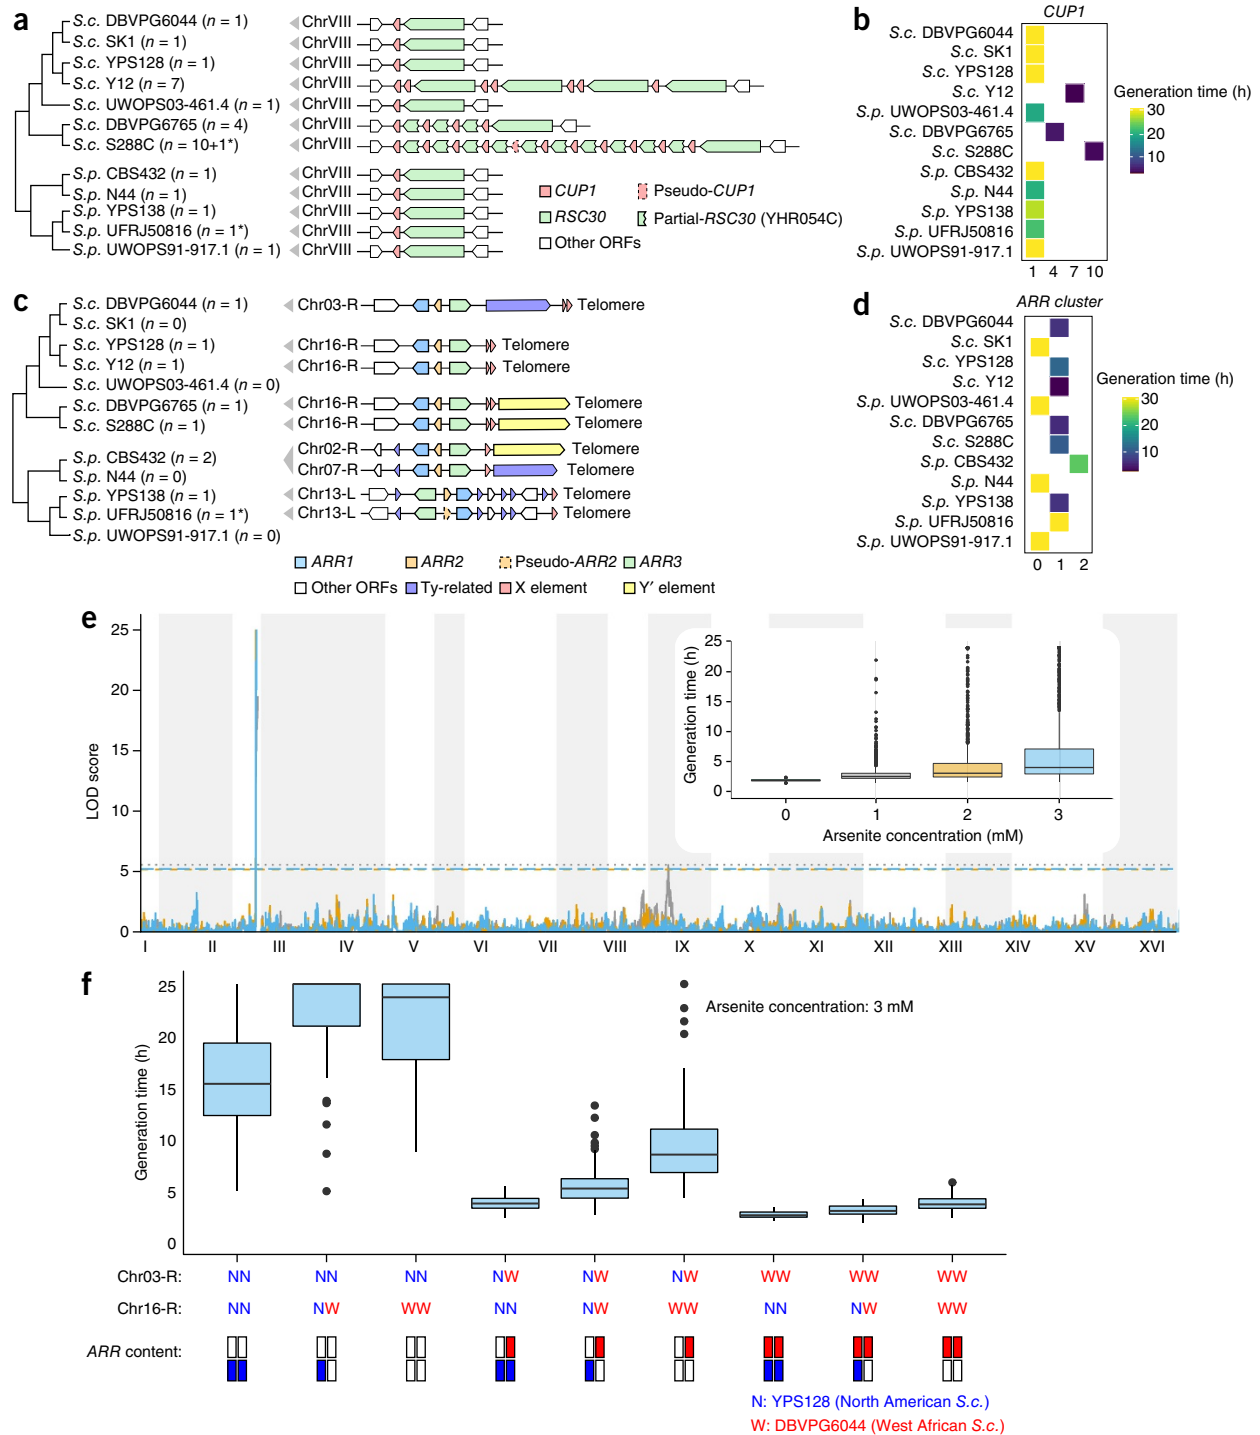 a
S.c. DBVPG6044 (n = 1)
S.c. SK1 (n = 1)
S.c. YPS128 (n = 1)
S.c. Y12 (n = 7)
S.c. UWOPS03-461.4 (n = 1)
S.c. DBVPG6765 (n = 4)
S.c. S288C (n = 10+1*)
S.p. CBS432 (n = 1)
S.p. N44 (n = 1)
S.p. YPS138 (n = 1)
S.p. UFRJ50816 (n = 1*)
S.p. UWOPS91-917.1 (n = 1)
ChrVIII
ChrVIII
ChrVIII
ChrVIII
ChrVIII
ChrVIII
ChrVIII
ChrVIII
ChrVIII
ChrVIII
ChrVIII
ChrVIII
CUP1
Pseudo-CUP1
RSC30
Partial-RSC30 (YHR054C)
Other ORFs
b
CUP1
S.c. DBVPG6044
S.c. SK1
S.c. YPS128
S.c. Y12
S.p. UWOPS03-461.4
S.c. DBVPG6765
S.c. S288C
S.p. CBS432
S.p. N44
S.p. YPS138
S.p. UFRJ50816
S.p. UWOPS91-917.1
1 4 7 10
Generation time (h)
30
20
10
c
S.c. DBVPG6044 (n = 1)
S.c. SK1 (n = 0)
S.c. YPS128 (n = 1)
S.c. Y12 (n = 1)
S.c. UWOPS03-461.4 (n = 0)
S.c. DBVPG6765 (n = 1)
S.c. S288C (n = 1)
S.p. CBS432 (n = 2)
S.p. N44 (n = 0)
S.p. YPS138 (n = 1)
S.p. UFRJ50816 (n = 1*)
S.p. UWOPS91-917.1 (n = 0)
Chr03-R Telomere
Chr16-R Telomere
Chr16-R Telomere
Chr16-R Telomere
Chr16-R Telomere
Chr02-R Telomere
Chr07-R Telomere
Chr13-L Telomere
Chr13-L Telomere
ARR1 ARR2 Pseudo-ARR2 ARR3
Other ORFs Ty-related X element Y′ element
d
ARR cluster
S.c. DBVPG6044
S.c. SK1
S.c. YPS128
S.c. Y12
S.p. UWOPS03-461.4
S.c. DBVPG6765
S.c. S288C
S.p. CBS432
S.p. N44
S.p. YPS138
S.p. UFRJ50816
S.p. UWOPS91-917.1
0 1 2
Generation time (h)
30
20
10
e
LOD score
25
20
15
10
5
0
I II III IV V VI VII VIII IX X XI XII XIII XIV XV XVI
Generation time (h)
25
20
15
10
5
0
0 1 2 3
Arsenite concentration (mM)
f
Generation time (h)
25
20
15
10
5
0
Arsenite concentration: 3 mM
Chr03-R: NN NN NN NW NW NW WW WW WW
Chr16-R: NN NW WW NN NW WW NN NW WW
ARR content:
N: YPS128 (North American S.c.)
W: DBVPG6044 (West African S.c.)